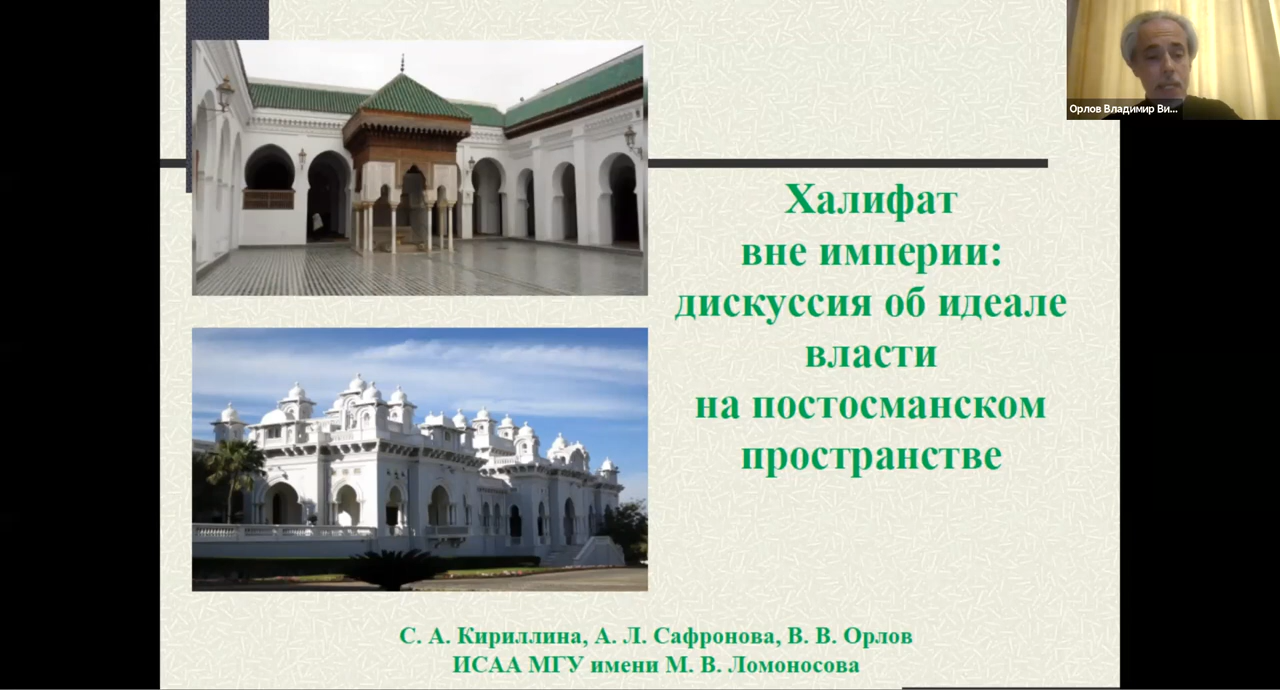 Орлов Владимир Ви...
Халифат
вне империи:
дискуссия об идеале
власти
на постосманском
пространстве
С. А. Кириллина, А. Л. Сафронова, В. В. Орлов
ИСАА МГУ имени М. В. Ломоносова